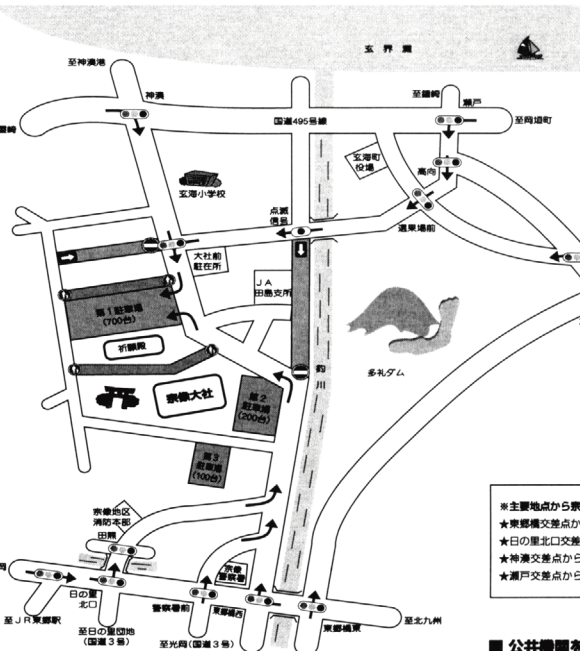 玄界灘
至神湊港
神湊
至鐘崎
瀬戸
国道495号線
至岡垣町
玄海町
役場
高向
玄海小学校
点滅
信号
選果場前
大社前
駐在所
JA
田島支所
第1駐車場
(700台)
祈願殿
釣川
多礼ダム
宗像大社
第2
駐車場
(200台)
第3
駐車場
(100台)
宗像地区
消防本部
田熊
※主要地点から宗
★東郷橋交差点か
★日の里北口交差
★神湊交差点から
★瀬戸交差点から
宗像
警察署
日の里
北口
警察署前
東郷橋西
東郷橋東
至JR東郷駅
至日の里団地
(国道3号)
至光岡(国道3号)
至北九州
■ 公共機関